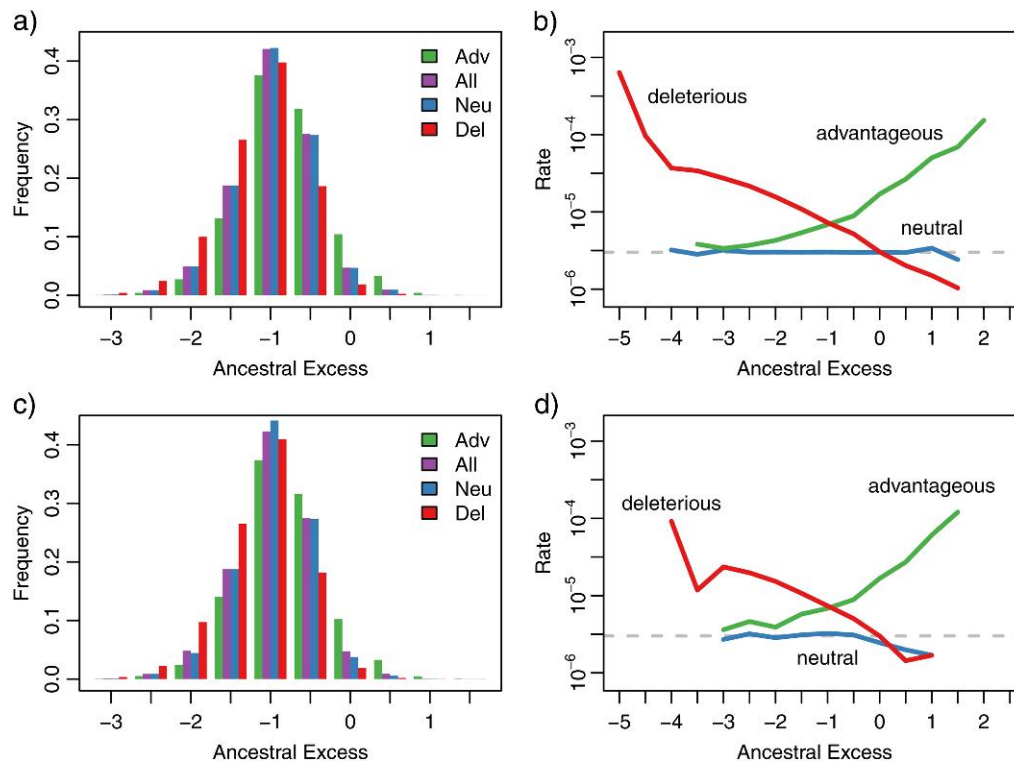 a)
Frequency
0.0 0.1 0.2 0.3 0.4
Adv
All
Neu
Del
−3 −2 −1 0 1
Ancestral Excess
b)
Rate
10⁻³
10⁻⁴
10⁻⁵
10⁻⁶
deleterious
advantageous
neutral
−5 −4 −3 −2 −1 0 1 2
Ancestral Excess
c)
Frequency
0.0 0.1 0.2 0.3 0.4
Adv
All
Neu
Del
−3 −2 −1 0 1
Ancestral Excess
d)
Rate
10⁻³
10⁻⁴
10⁻⁵
10⁻⁶
advantageous
deleterious
neutral
−5 −4 −3 −2 −1 0 1 2
Ancestral Excess